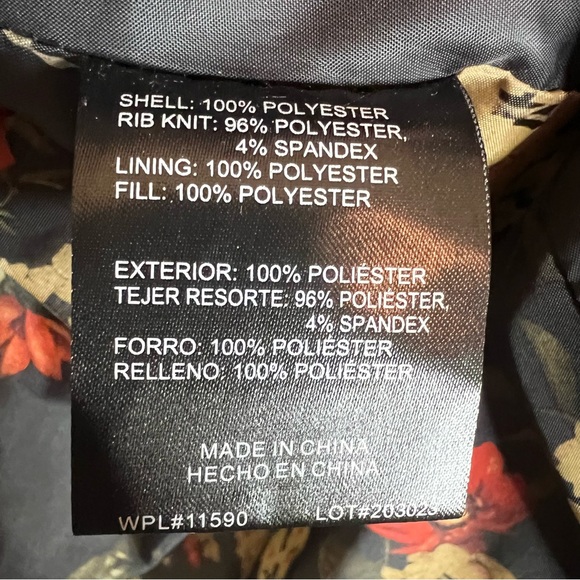 SHELL: 100% POLYESTER
RIB KNIT: 96% POLYESTER,
4% SPANDEX
LINING: 100% POLYESTER
FILL: 100% POLYESTER
EXTERIOR: 100% POLIÉSTER
TEJER RESORTE: 96% POLIÉSTER,
4% SPANDEX
FORRO: 100% POLIÉSTER
RELLENO: 100% POLIÉSTER
MADE IN CHINA
HECHO EN CHINA
WPL#11590 LOT#203023